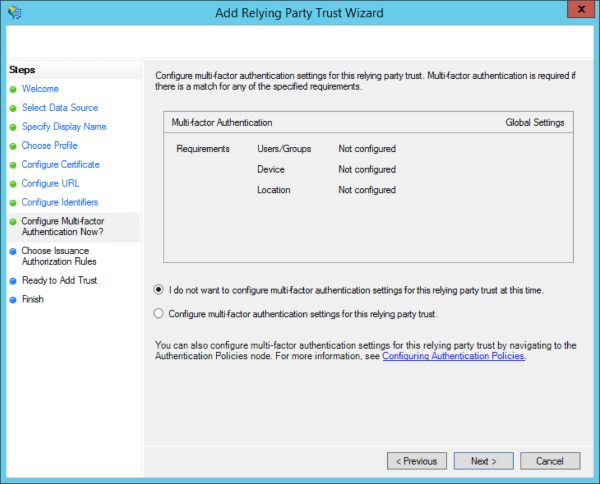 Add Relying Party Trust Wizard
x
Steps
Welcome
Select Data Source
Specify Display Name
Choose Profile
Configure Certificate
Configure URL
Configure Identifiers
Configure Multi-factor
Authentication Now?
Choose Issuance
Authorization Rules
Ready to Add Trust
Finish
Configure multi-factor authentication settings for this relying party trust. Multi-factor authentication is required if
there is a match for any of the specified requirements.
Multi-factor Authentication Global Settings
Requirements Users/Groups Not configured
Device Not configured
Location Not configured
I do not want to configure multi-factor authentication settings for this relying party trust at this time.
Configure multi-factor authentication settings for this relying party trust.
You can also configure multi-factor authentication settings for this relying party trust by navigating to the
Authentication Policies node. For more information, see Configuring Authentication Policies.
< Previous Next > Cancel